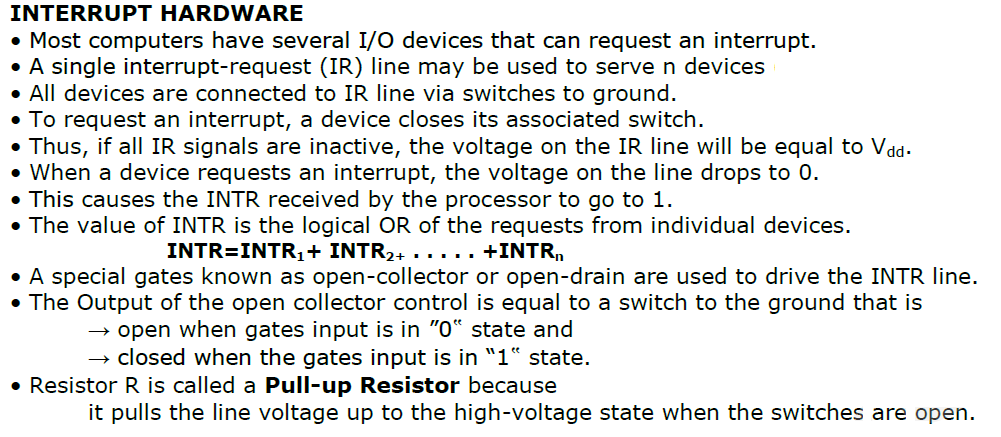 INTERRUPT HARDWARE
• Most computers have several I/O devices that can request an interrupt.
• A single interrupt-request (IR) line may be used to serve n devices
• All devices are connected to IR line via switches to ground.
• To request an interrupt, a device closes its associated switch.
• Thus, if all IR signals are inactive, the voltage on the IR line will be equal to Vdd.
• When a device requests an interrupt, the voltage on the line drops to 0.
• This causes the INTR received by the processor to go to 1.
• The value of INTR is the logical OR of the requests from individual devices.
INTR=INTR₁+ INTR₂₊ . . . . . +INTRₙ
• A special gates known as open-collector or open-drain are used to drive the INTR line.
• The Output of the open collector control is equal to a switch to the ground that is
→ open when gates input is in ″0‟ state and
→ closed when the gates input is in “1‟ state.
• Resistor R is called a Pull-up Resistor because
it pulls the line voltage up to the high-voltage state when the switches are open.